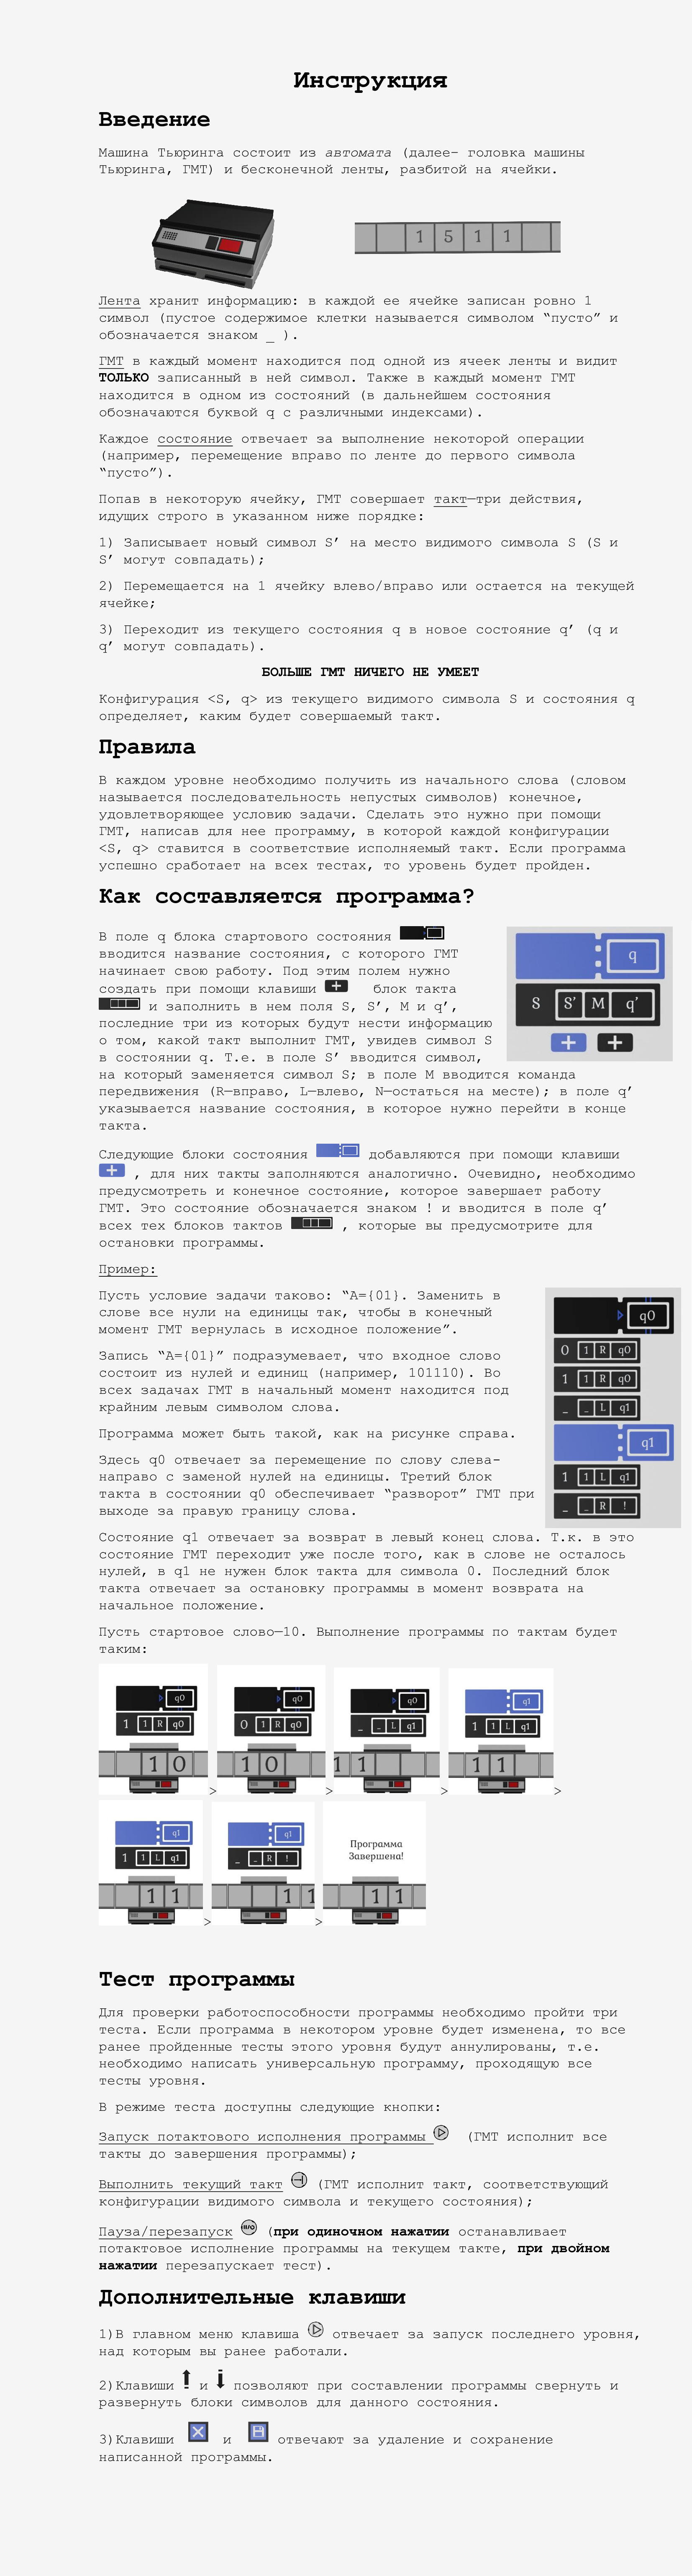 Инструкция
Введение
Машина Тьюринга состоит из автомата (далее– головка машины
Тьюринга, ГМТ) и бесконечной ленты, разбитой на ячейки.
1 5 1 1
Лента хранит информацию: в каждой ее ячейке записан ровно 1
символ (пустое содержимое клетки называется символом “пусто” и
обозначается знаком _ ).
ГМТ в каждый момент находится под одной из ячеек ленты и видит
ТОЛЬКО записанный в ней символ. Также в каждый момент ГМТ
находится в одном из состояний (в дальнейшем состояния
обозначаются буквой q с различными индексами).
Каждое состояние отвечает за выполнение некоторой операции
(например, перемещение вправо по ленте до первого символа
“пусто”).
Попав в некоторую ячейку, ГМТ совершает такт—три действия,
идущих строго в указанном ниже порядке:
1) Записывает новый символ S’ на место видимого символа S (S и
S’ могут совпадать);
2) Перемещается на 1 ячейку влево/вправо или остается на текущей
ячейке;
3) Переходит из текущего состояния q в новое состояние q’ (q и
q’ могут совпадать).
БОЛЬШЕ ГМТ НИЧЕГО НЕ УМЕЕТ
Конфигурация <S, q> из текущего видимого символа S и состояния q
определяет, каким будет совершаемый такт.
Правила
В каждом уровне необходимо получить из начального слова (словом
называется последовательность непустых символов) конечное,
удовлетворяющее условию задачи. Сделать это нужно при помощи
ГМТ, написав для нее программу, в которой каждой конфигурации
<S, q> ставится в соответствие исполняемый такт. Если программа
успешно сработает на всех тестах, то уровень будет пройден.
Как составляется программа?
В поле q блока стартового состояния
вводится название состояния, с которого ГМТ
начинает свою работу. Под этим полем нужно
создать при помощи клавиши + блок такта
и заполнить в нем поля S, S’, M и q’,
последние три из которых будут нести информацию
о том, какой такт выполнит ГМТ, увидев символ S
в состоянии q. Т.е. в поле S’ вводится символ,
на который заменяется символ S; в поле M вводится команда
передвижения (R—вправо, L—влево, N—остаться на месте); в поле q’
указывается название состояния, в которое нужно перейти в конце
такта.
q
S S’ M q’
+ +
Следующие блоки состояния добавляются при помощи клавиши
+ , для них такты заполняются аналогично. Очевидно, необходимо
предусмотреть и конечное состояние, которое завершает работу
ГМТ. Это состояние обозначается знаком ! и вводится в поле q’
всех тех блоков тактов , которые вы предусмотрите для
остановки программы.
Пример:
Пусть условие задачи таково: “A={01}. Заменить в
слове все нули на единицы так, чтобы в конечный
момент ГМТ вернулась в исходное положение”.
Запись “A={01}” подразумевает, что входное слово
состоит из нулей и единиц (например, 101110). Во
всех задачах ГМТ в начальный момент находится под
крайним левым символом слова.
Программа может быть такой, как на рисунке справа.
Здесь q0 отвечает за перемещение по слову слева-
направо с заменой нулей на единицы. Третий блок
такта в состоянии q0 обеспечивает “разворот” ГМТ при
выходе за правую границу слова.
q0
0 1 R q0
1 1 R q0
_ _ L q1
q1
1 1 L q1
_ _ R !
Состояние q1 отвечает за возврат в левый конец слова. Т.к. в это
состояние ГМТ переходит уже после того, как в слове не осталось
нулей, в q1 не нужен блок такта для символа 0. Последний блок
такта отвечает за остановку программы в момент возврата на
начальное положение.
Пусть стартовое слово—10. Выполнение программы по тактам будет
таким:
q0
1 1 R q0
1 0
>
q0
0 1 R q0
1 0
>
q0
_ _ L q1
1 1
>
q1
1 1 L q1
1 1
>
q1
1 1 L q1
1 1
>
q1
_ _ R !
1 1
>
Программа
Завершена!
1 1
Тест программы
Для проверки работоспособности программы необходимо пройти три
теста. Если программа в некотором уровне будет изменена, то все
ранее пройденные тесты этого уровня будут аннулированы, т.е.
необходимо написать универсальную программу, проходящую все
тесты уровня.
В режиме теста доступны следующие кнопки:
Запуск потактового исполнения программы (ГМТ исполнит все
такты до завершения программы);
Выполнить текущий такт (ГМТ исполнит такт, соответствующий
конфигурации видимого символа и текущего состояния);
Пауза/перезапуск (при одиночном нажатии останавливает
потактовое исполнение программы на текущем такте, при двойном
нажатии перезапускает тест).
Дополнительные клавиши
1)В главном меню клавиша отвечает за запуск последнего уровня,
над которым вы ранее работали.
2)Клавиши и позволяют при составлении программы свернуть и
развернуть блоки символов для данного состояния.
3)Клавиши и отвечают за удаление и сохранение
написанной программы.